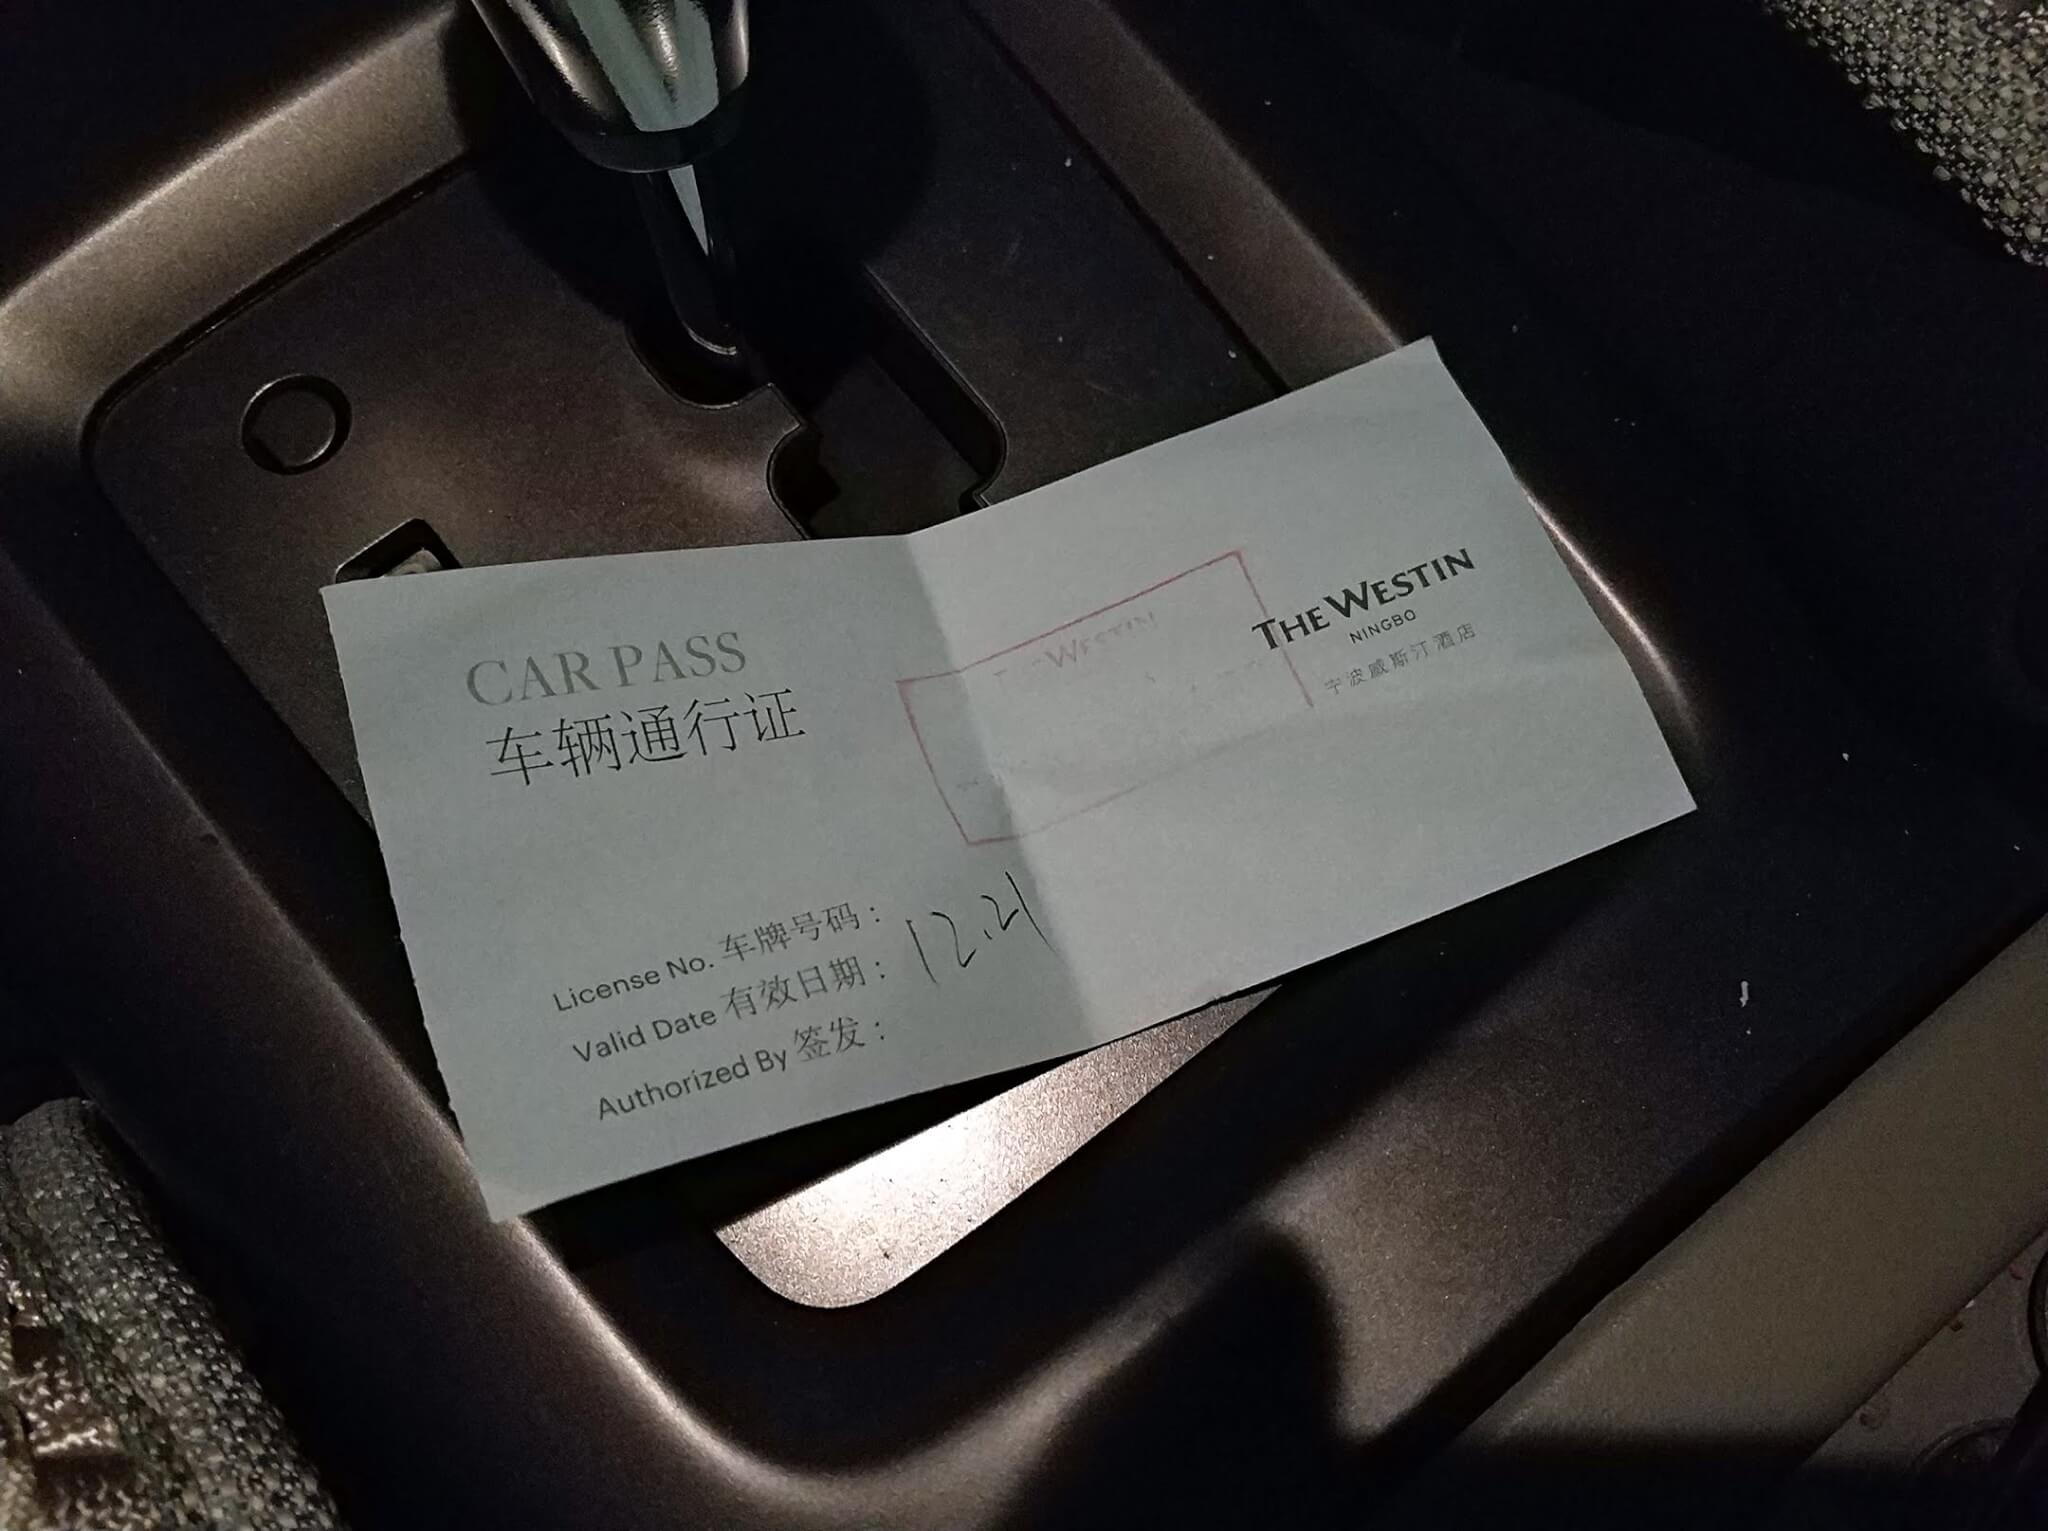 CAR PASS
车辆通行证
License No. 车牌号码：
Valid Date 有效日期： 12.21
Authorized By 签发：
WESTIN
THE WESTIN
NINGBO
宁波威斯汀酒店